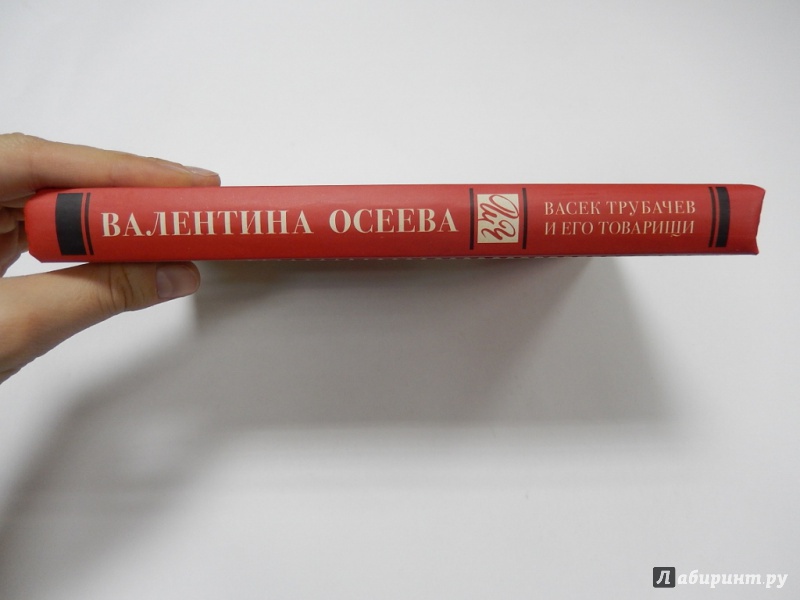 ВАЛЕНТИНА ОСЕЕВА
ВАСЕК ТРУБАЧЕВ
И ЕГО ТОВАРИЩИ
Лабиринт.ру